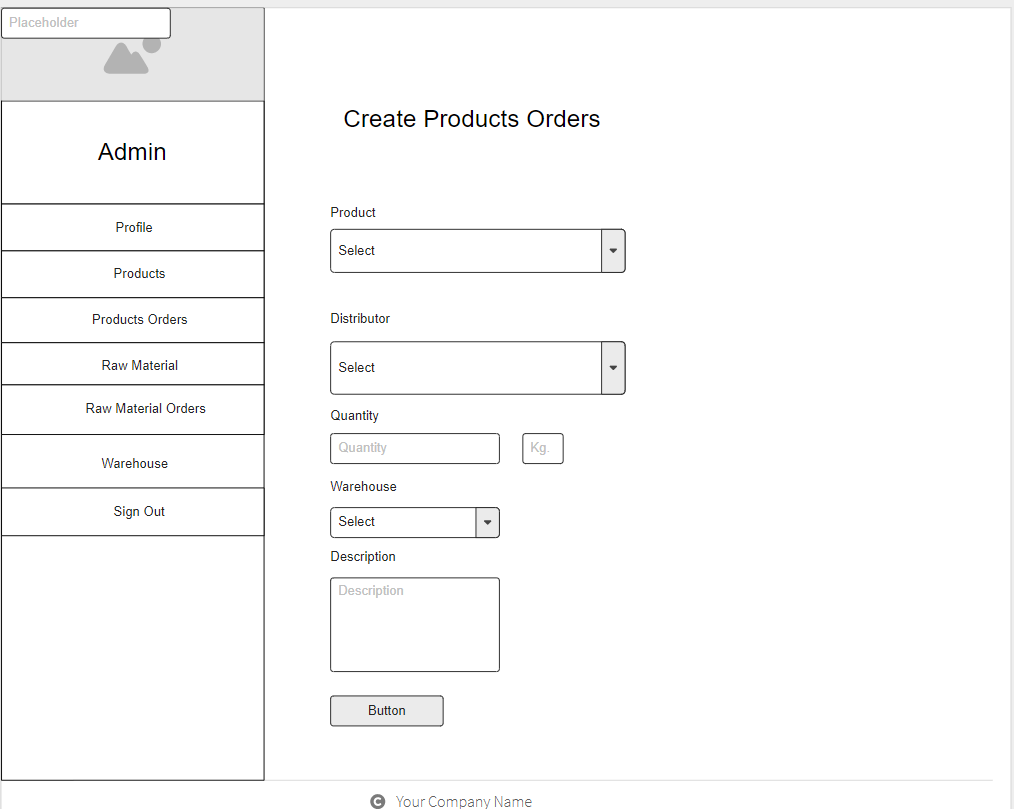 Placeholder
Admin
Profile
Products
Products Orders
Raw Material
Raw Material Orders
Warehouse
Sign Out
Create Products Orders
Product
Select
Distributor
Select
Quantity
Quantity Kg.
Warehouse
Select
Description
Description
Button
C Your Company Name